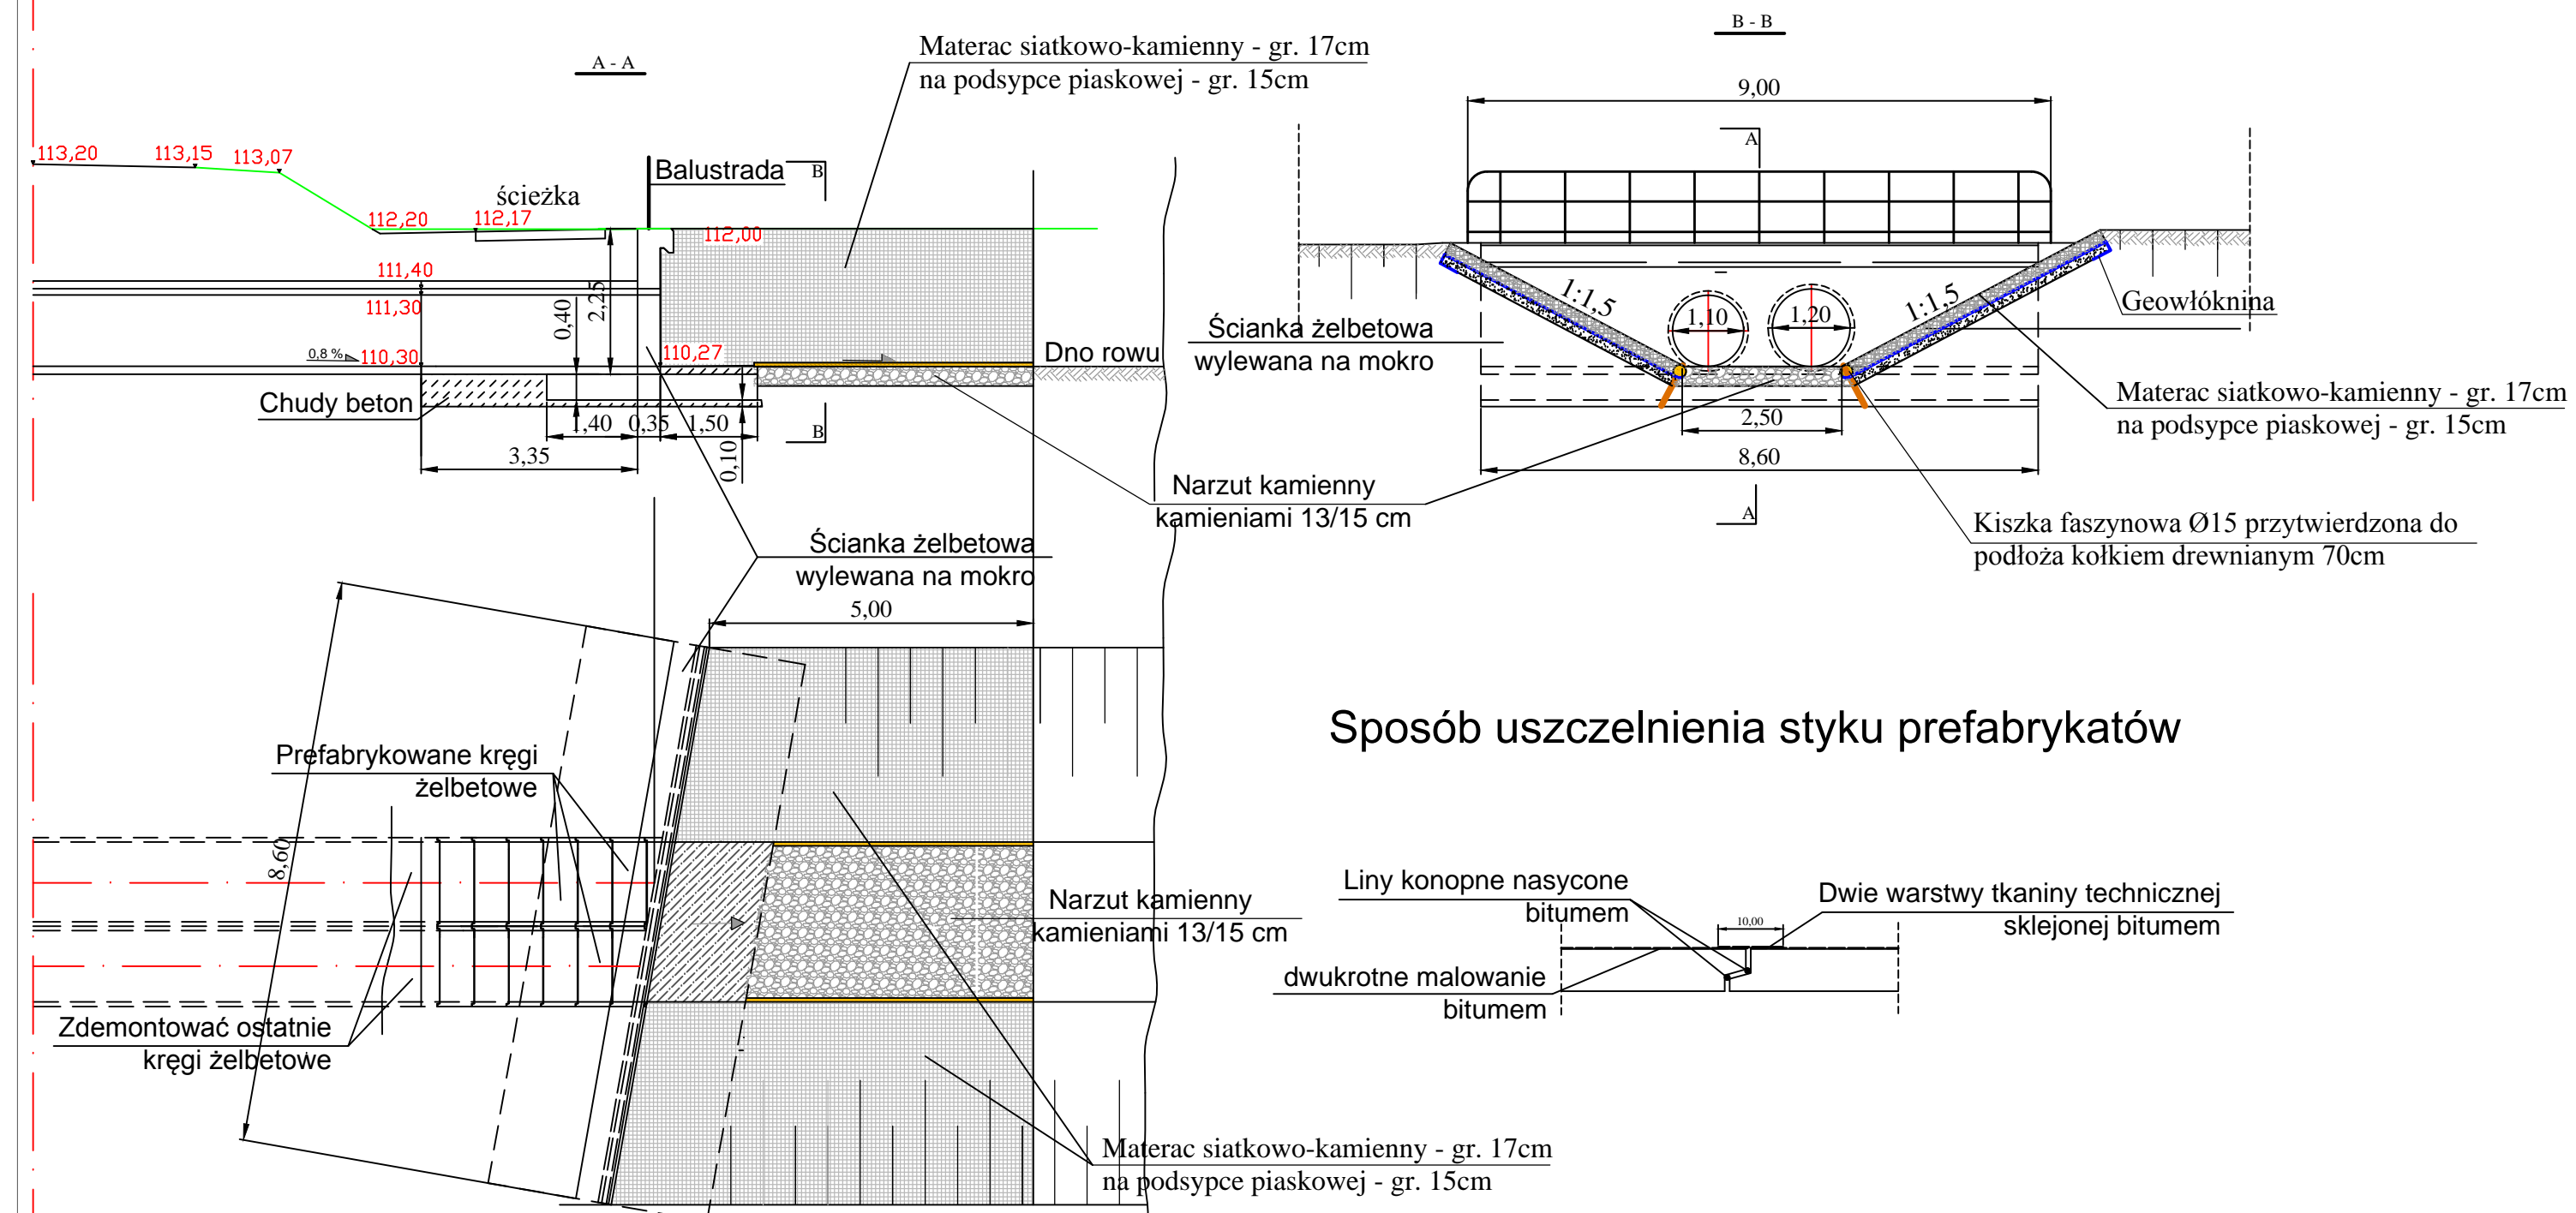 A - A
Materac siatkowo-kamienny - gr. 17cm
na podsypce piaskowej - gr. 15cm
113,20
113,15
113,07
ścieżka
Balustrada
B
112,20
112,17
112,00
111,40
111,30
0,40
2,25
0,8 %
110,30
110,27
Dno rowu
Chudy beton
1,40
0,35
1,50
B
3,35
0,10
Narzut kamienny
kamieniami 13/15 cm
Ścianka żelbetowa
wylewana na mokro
B - B
9,00
A
1:1,5
1,10
1,20
1:1,5
Geowłóknina
Ścianka żelbetowa
wylewana na mokro
Materac siatkowo-kamienny - gr. 17cm
na podsypce piaskowej - gr. 15cm
2,50
8,60
A
Kiszka faszynowa Ø15 przytwierdzona do
podłoża kołkiem drewnianym 70cm
5,00
Prefabrykowane kręgi
żelbetowe
8,60
Narzut kamienny
kamieniami 13/15 cm
Zdemontować ostatnie
kręgi żelbetowe
Materac siatkowo-kamienny - gr. 17cm
na podsypce piaskowej - gr. 15cm
Sposób uszczelnienia styku prefabrykatów
Liny konopne nasycone
bitumem
10,00
Dwie warstwy tkaniny technicznej
sklejonej bitumem
dwukrotne malowanie
bitumem